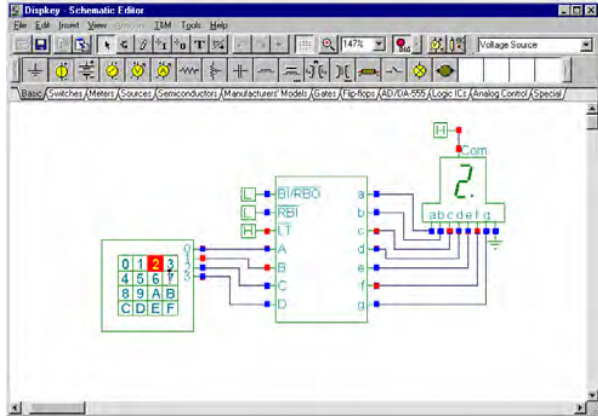 Dispkey - Schematic Editor
File Edit Insert View T&M Tools Help
147% Voltage Source
Basic Switches Meters Sources Semiconductors Manufacturers' Models Gates Flip-flops AD/DA-555 Logic ICs Analog Control Special
H
Com
2.
a b c d e f g
L BI/RBO a
L RBI b
H LT c
0 A d
1 B e
2 C f
3 D g
0 1 2 3
4 5 6 7
8 9 A B
C D E F